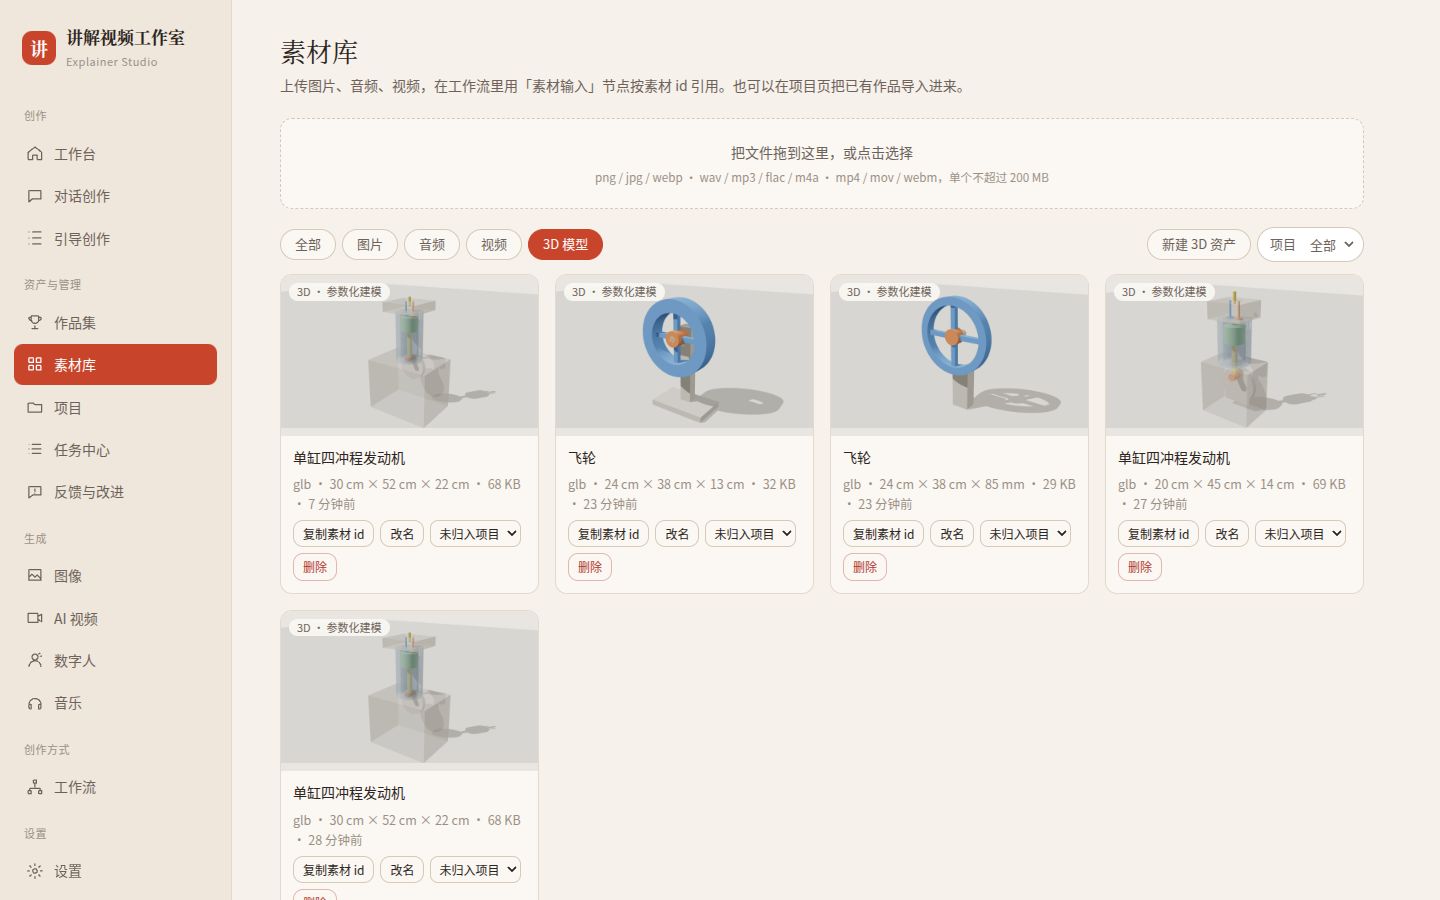 讲
讲解视频工作室
Explainer Studio
创作
工作台
对话创作
引导创作
资产与管理
作品集
素材库
项目
任务中心
反馈与改进
生成
图像
AI 视频
数字人
音乐
创作方式
工作流
设置
设置
素材库
上传图片、音频、视频，在工作流里用「素材输入」节点按素材 id 引用。也可以在项目页把已有作品导入进来。
把文件拖到这里，或点击选择
png / jpg / webp · wav / mp3 / flac / m4a · mp4 / mov / webm，单个不超过 200 MB
全部 图片 音频 视频 3D 模型 新建 3D 资产 项目 全部
3D · 参数化建模
单缸四冲程发动机
glb · 30 cm × 52 cm × 22 cm · 68 KB
· 7 分钟前
复制素材 id 改名 未归入项目
删除
3D · 参数化建模
飞轮
glb · 24 cm × 38 cm × 13 cm · 32 KB
· 23 分钟前
复制素材 id 改名 未归入项目
删除
3D · 参数化建模
飞轮
glb · 24 cm × 38 cm × 85 mm · 29 KB
· 23 分钟前
复制素材 id 改名 未归入项目
删除
3D · 参数化建模
单缸四冲程发动机
glb · 20 cm × 45 cm × 14 cm · 69 KB
· 27 分钟前
复制素材 id 改名 未归入项目
删除
3D · 参数化建模
单缸四冲程发动机
glb · 30 cm × 52 cm × 22 cm · 68 KB
· 28 分钟前
复制素材 id 改名 未归入项目